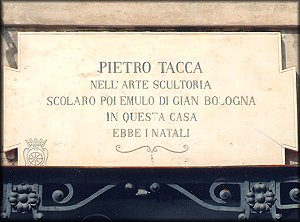 PIETRO TACCA
NELL'ARTE SCULTORIA
SCOLARO POI EMULO DI GIAN BOLOGNA
IN QUESTA CASA
EBBE I NATALI